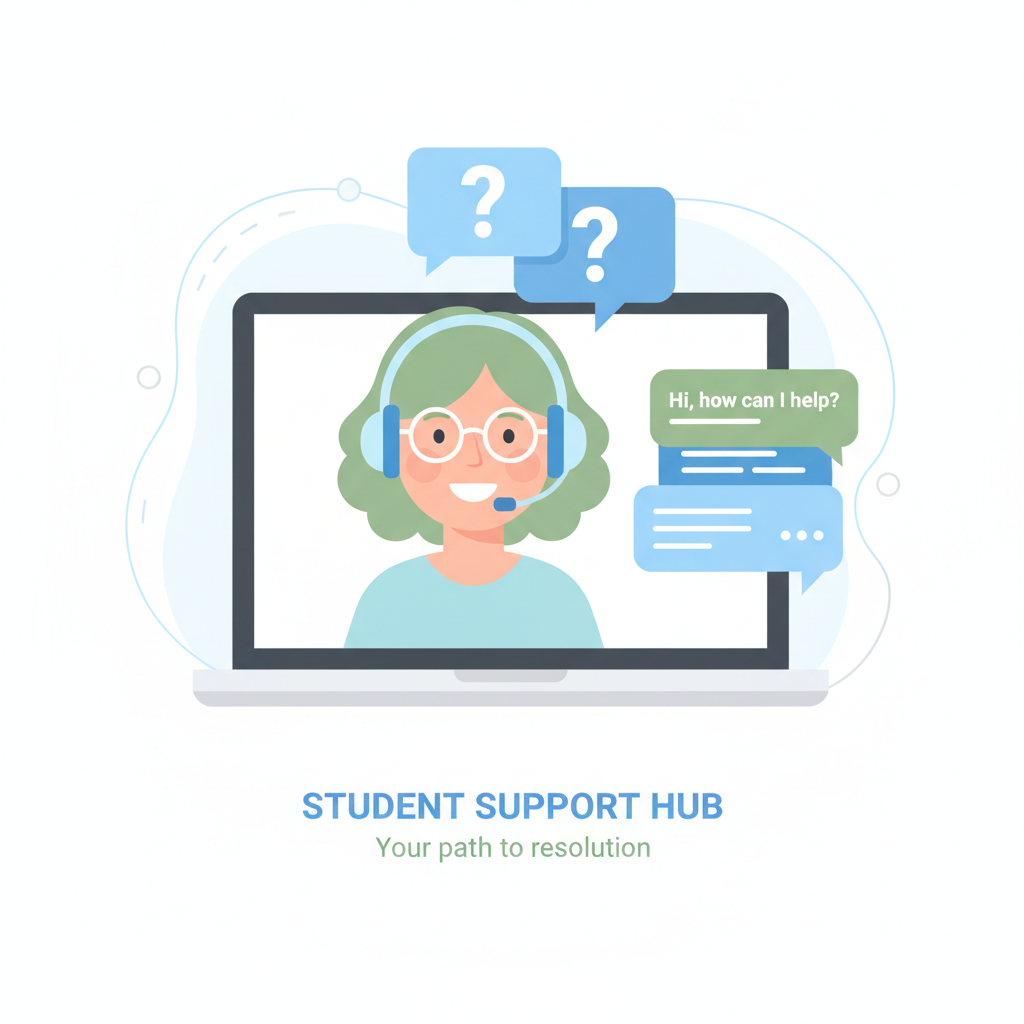 ?
?
Hi, how can I help?
STUDENT SUPPORT HUB
Your path to resolution